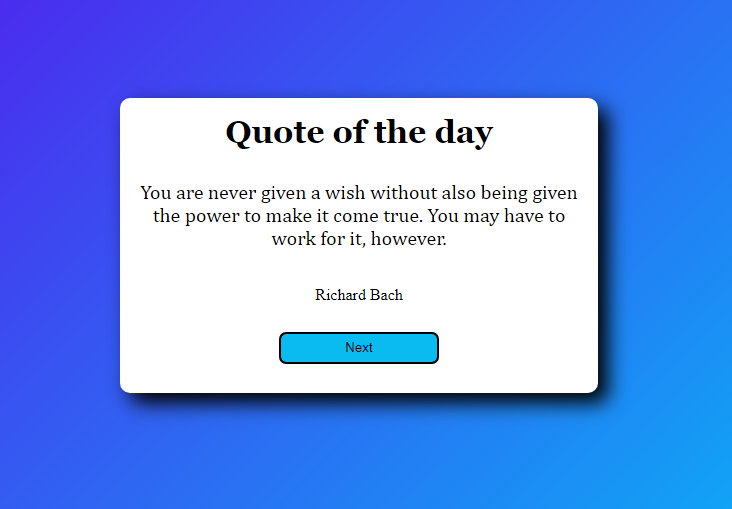 Quote of the day
You are never given a wish without also being given
the power to make it come true. You may have to
work for it, however.
Richard Bach
Next